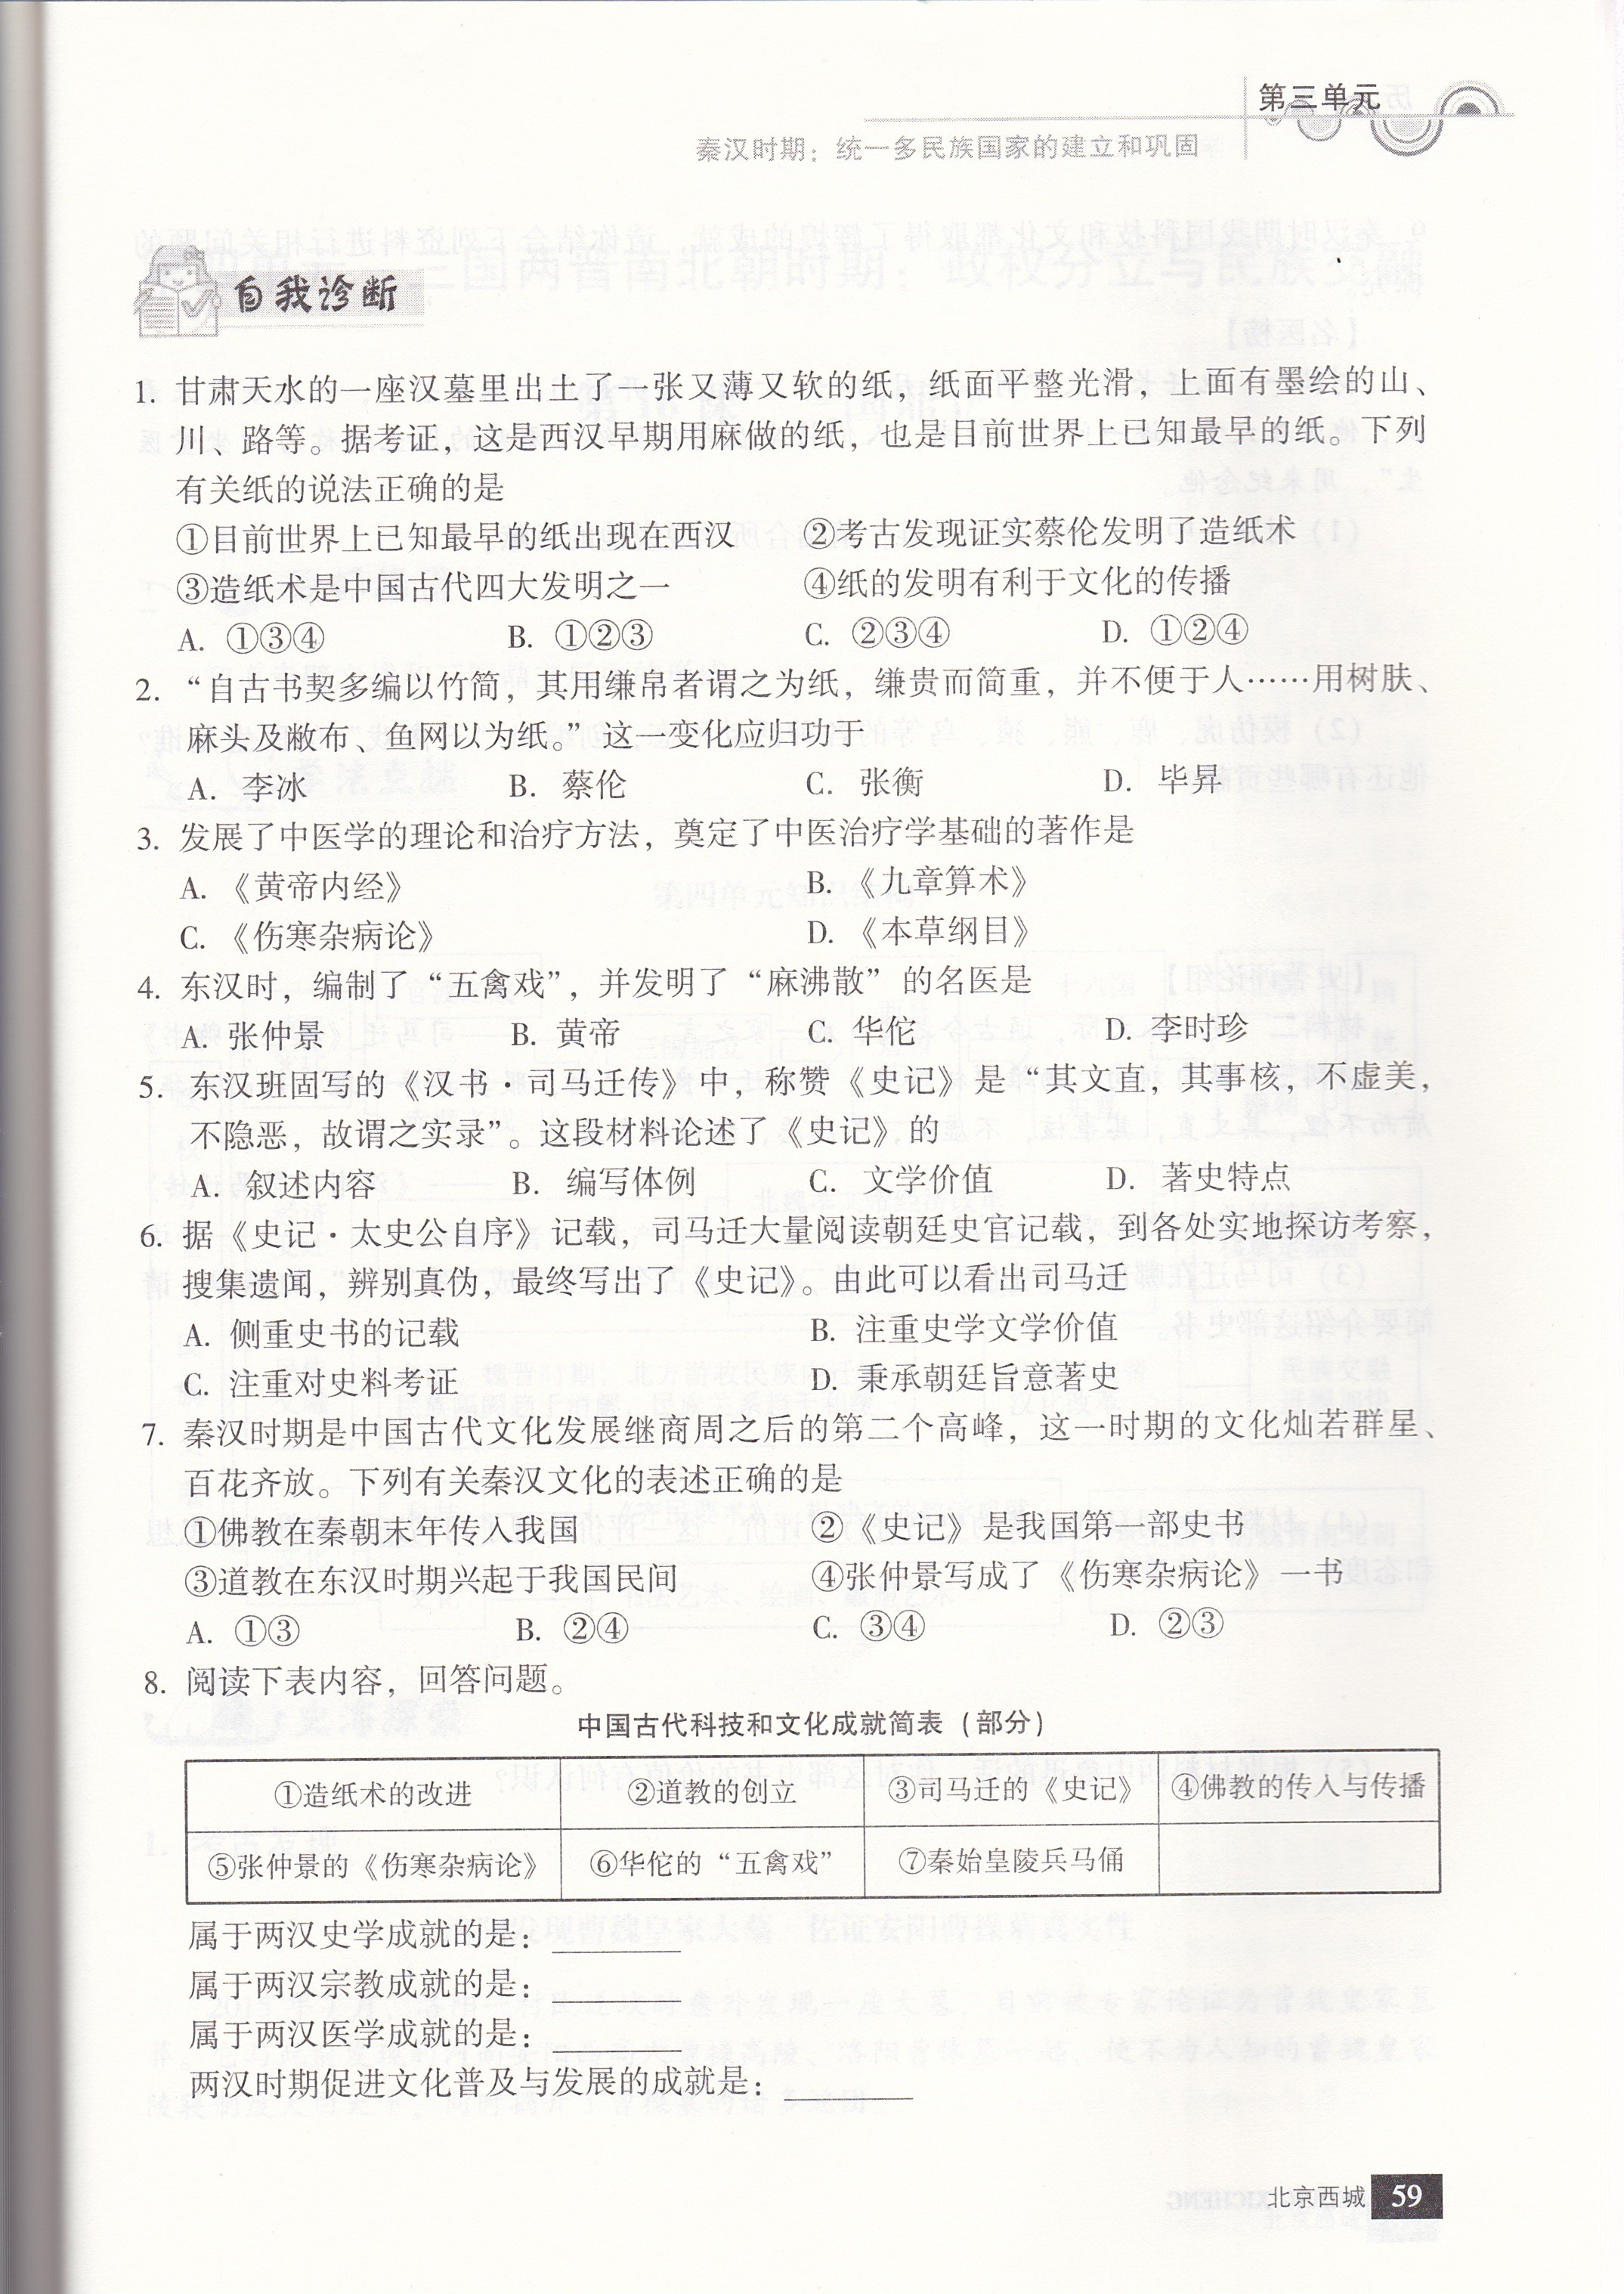 第三单元
秦汉时期：统一多民族国家的建立和巩固
自我诊断
1. 甘肃天水的一座汉墓里出土了一张又薄又软的纸，纸面平整光滑，上面有墨绘的山、
川、路等。据考证，这是西汉早期用麻做的纸，也是目前世界上已知最早的纸。下列
有关纸的说法正确的是
①目前世界上已知最早的纸出现在西汉 ②考古发现证实蔡伦发明了造纸术
③造纸术是中国古代四大发明之一 ④纸的发明有利于文化的传播
A. ①③④ B. ①②③ C. ②③④ D. ①②④
2. “自古书契多编以竹简，其用缣帛者谓之为纸，缣贵而简重，并不便于人……用树肤、
麻头及敝布、鱼网以为纸。”这一变化应归功于
A. 李冰 B. 蔡伦 C. 张衡 D. 毕昇
3. 发展了中医学的理论和治疗方法，奠定了中医治疗学基础的著作是
A. 《黄帝内经》 B. 《九章算术》
C. 《伤寒杂病论》 D. 《本草纲目》
4. 东汉时，编制了“五禽戏”，并发明了“麻沸散”的名医是
A. 张仲景 B. 黄帝 C. 华佗 D. 李时珍
5. 东汉班固写的《汉书·司马迁传》中，称赞《史记》是“其文直，其事核，不虚美，
不隐恶，故谓之实录”。这段材料论述了《史记》的
A. 叙述内容 B. 编写体例 C. 文学价值 D. 著史特点
6. 据《史记·太史公自序》记载，司马迁大量阅读朝廷史官记载，到各处实地探访考察，
搜集遗闻，辨别真伪，最终写出了《史记》。由此可以看出司马迁
A. 侧重史书的记载 B. 注重史学文学价值
C. 注重对史料考证 D. 秉承朝廷旨意著史
7. 秦汉时期是中国古代文化发展继商周之后的第二个高峰，这一时期的文化灿若群星、
百花齐放。下列有关秦汉文化的表述正确的是
①佛教在秦朝末年传入我国 ②《史记》是我国第一部史书
③道教在东汉时期兴起于我国民间 ④张仲景写成了《伤寒杂病论》一书
A. ①③ B. ②④ C. ③④ D. ②③
8. 阅读下表内容，回答问题。
中国古代科技和文化成就简表（部分）
①造纸术的改进 ②道教的创立 ③司马迁的《史记》 ④佛教的传入与传播
⑤张仲景的《伤寒杂病论》 ⑥华佗的“五禽戏” ⑦秦始皇陵兵马俑
属于两汉史学成就的是：________
属于两汉宗教成就的是：________
属于两汉医学成就的是：________
两汉时期促进文化普及与发展的成就是：________
北京西城 59